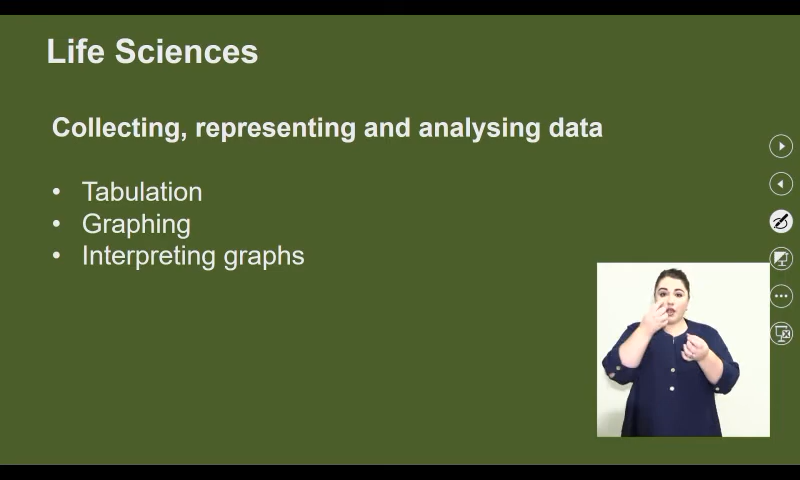 Life Sciences
Collecting, representing and analysing data
• Tabulation
• Graphing
• Interpreting graphs